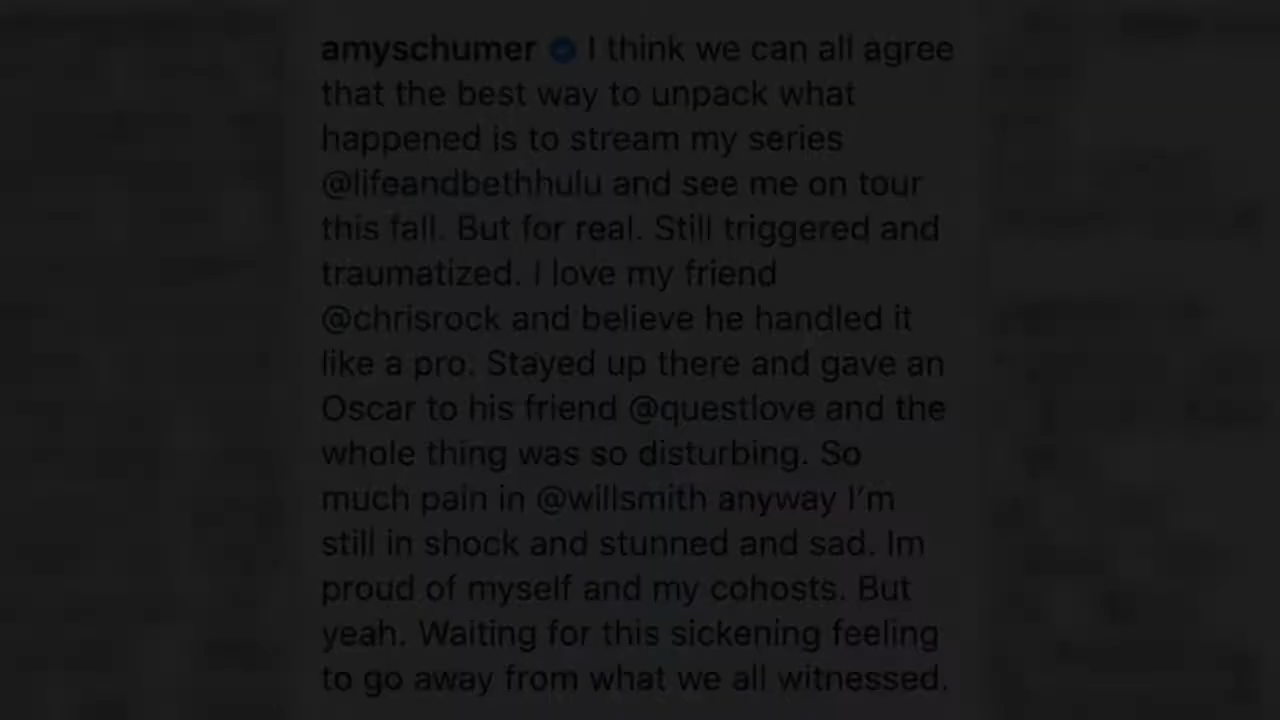 amyschumer I think we can all agree
that the best way to unpack what
happened is to stream my series
@lifeandbethhulu and see me on tour
this fall. But for real. Still triggered and
traumatized. I love my friend
@chrisrock and believe he handled it
like a pro. Stayed up there and gave an
Oscar to his friend @questlove and the
whole thing was so disturbing. So
much pain in @willsmith anyway I'm
still in shock and stunned and sad. Im
proud of myself and my cohosts. But
yeah. Waiting for this sickening feeling
to go away from what we all witnessed.